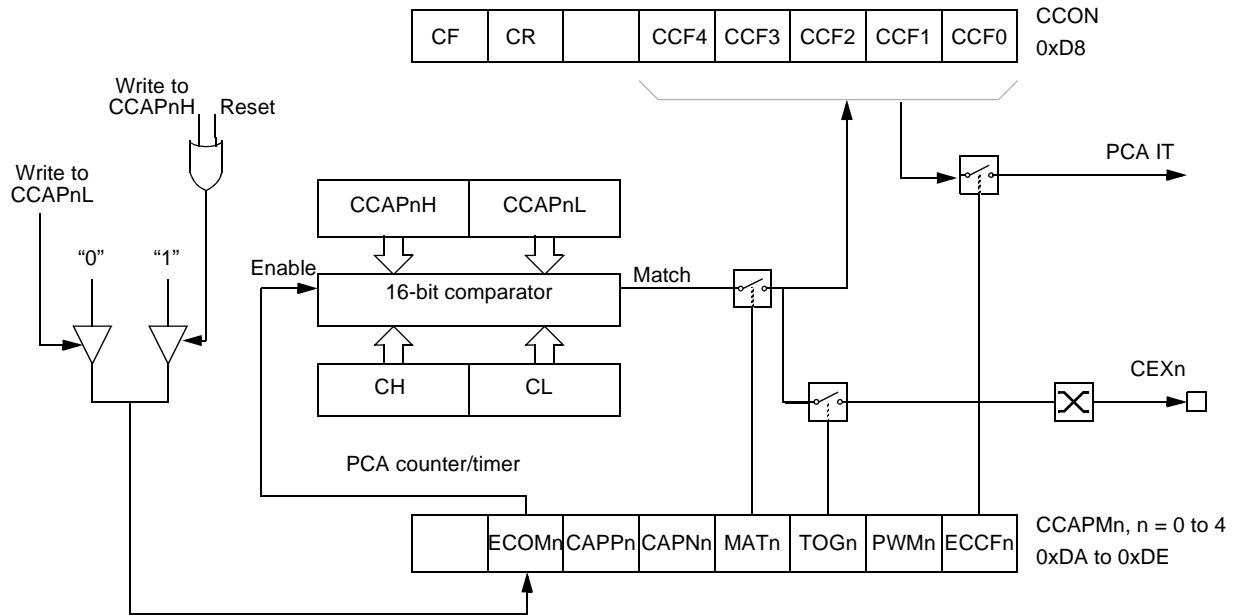 CF CR CCF4 CCF3 CCF2 CCF1 CCF0
CCON
0xD8
Write to
CCAPnH Reset
Write to
CCAPnL
“0” “1”
CCAPnH CCAPnL
Enable
16-bit comparator
Match
CH CL
PCA counter/timer
PCA IT
CEXn
ECOMn CAPPn CAPNn MATn TOGn PWMn ECCFn
CCAPMn, n = 0 to 4
0xDA to 0xDE